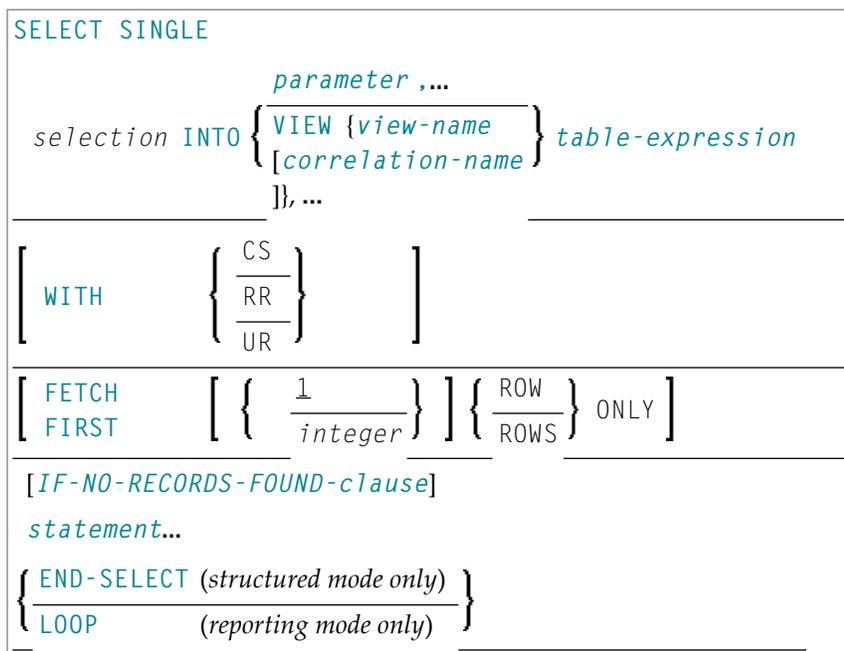 SELECT SINGLE
parameter ,...
selection INTO { VIEW {view-name } table-expression
[correlation-name
]}, ...
[ WITH { CS ]
RR }
UR
[ FETCH FIRST [ { 1 } ] { ROW } ONLY ]
integer ROWS
[IF-NO-RECORDS-FOUND-clause]
statement...
{ END-SELECT (structured mode only) }
LOOP (reporting mode only)